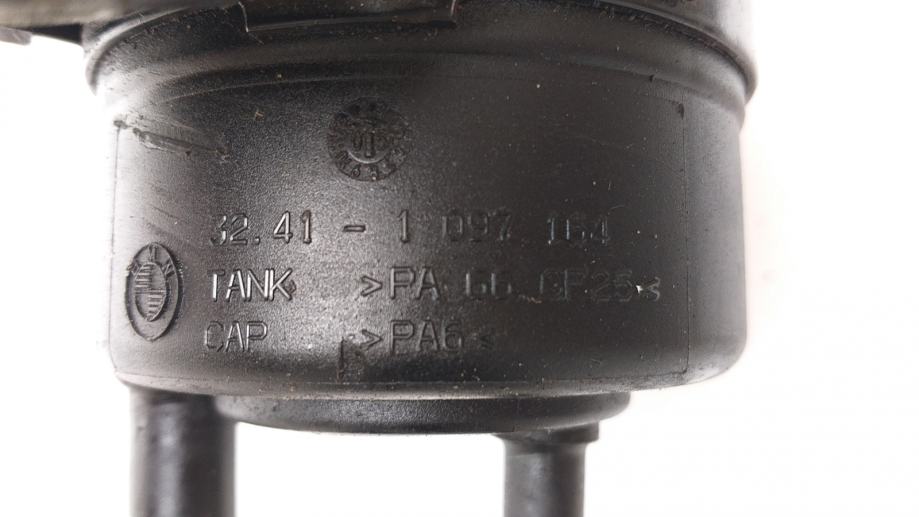 32.41 - 1 097 164
TANK >PA 66 GF25<
CAP >PA6<